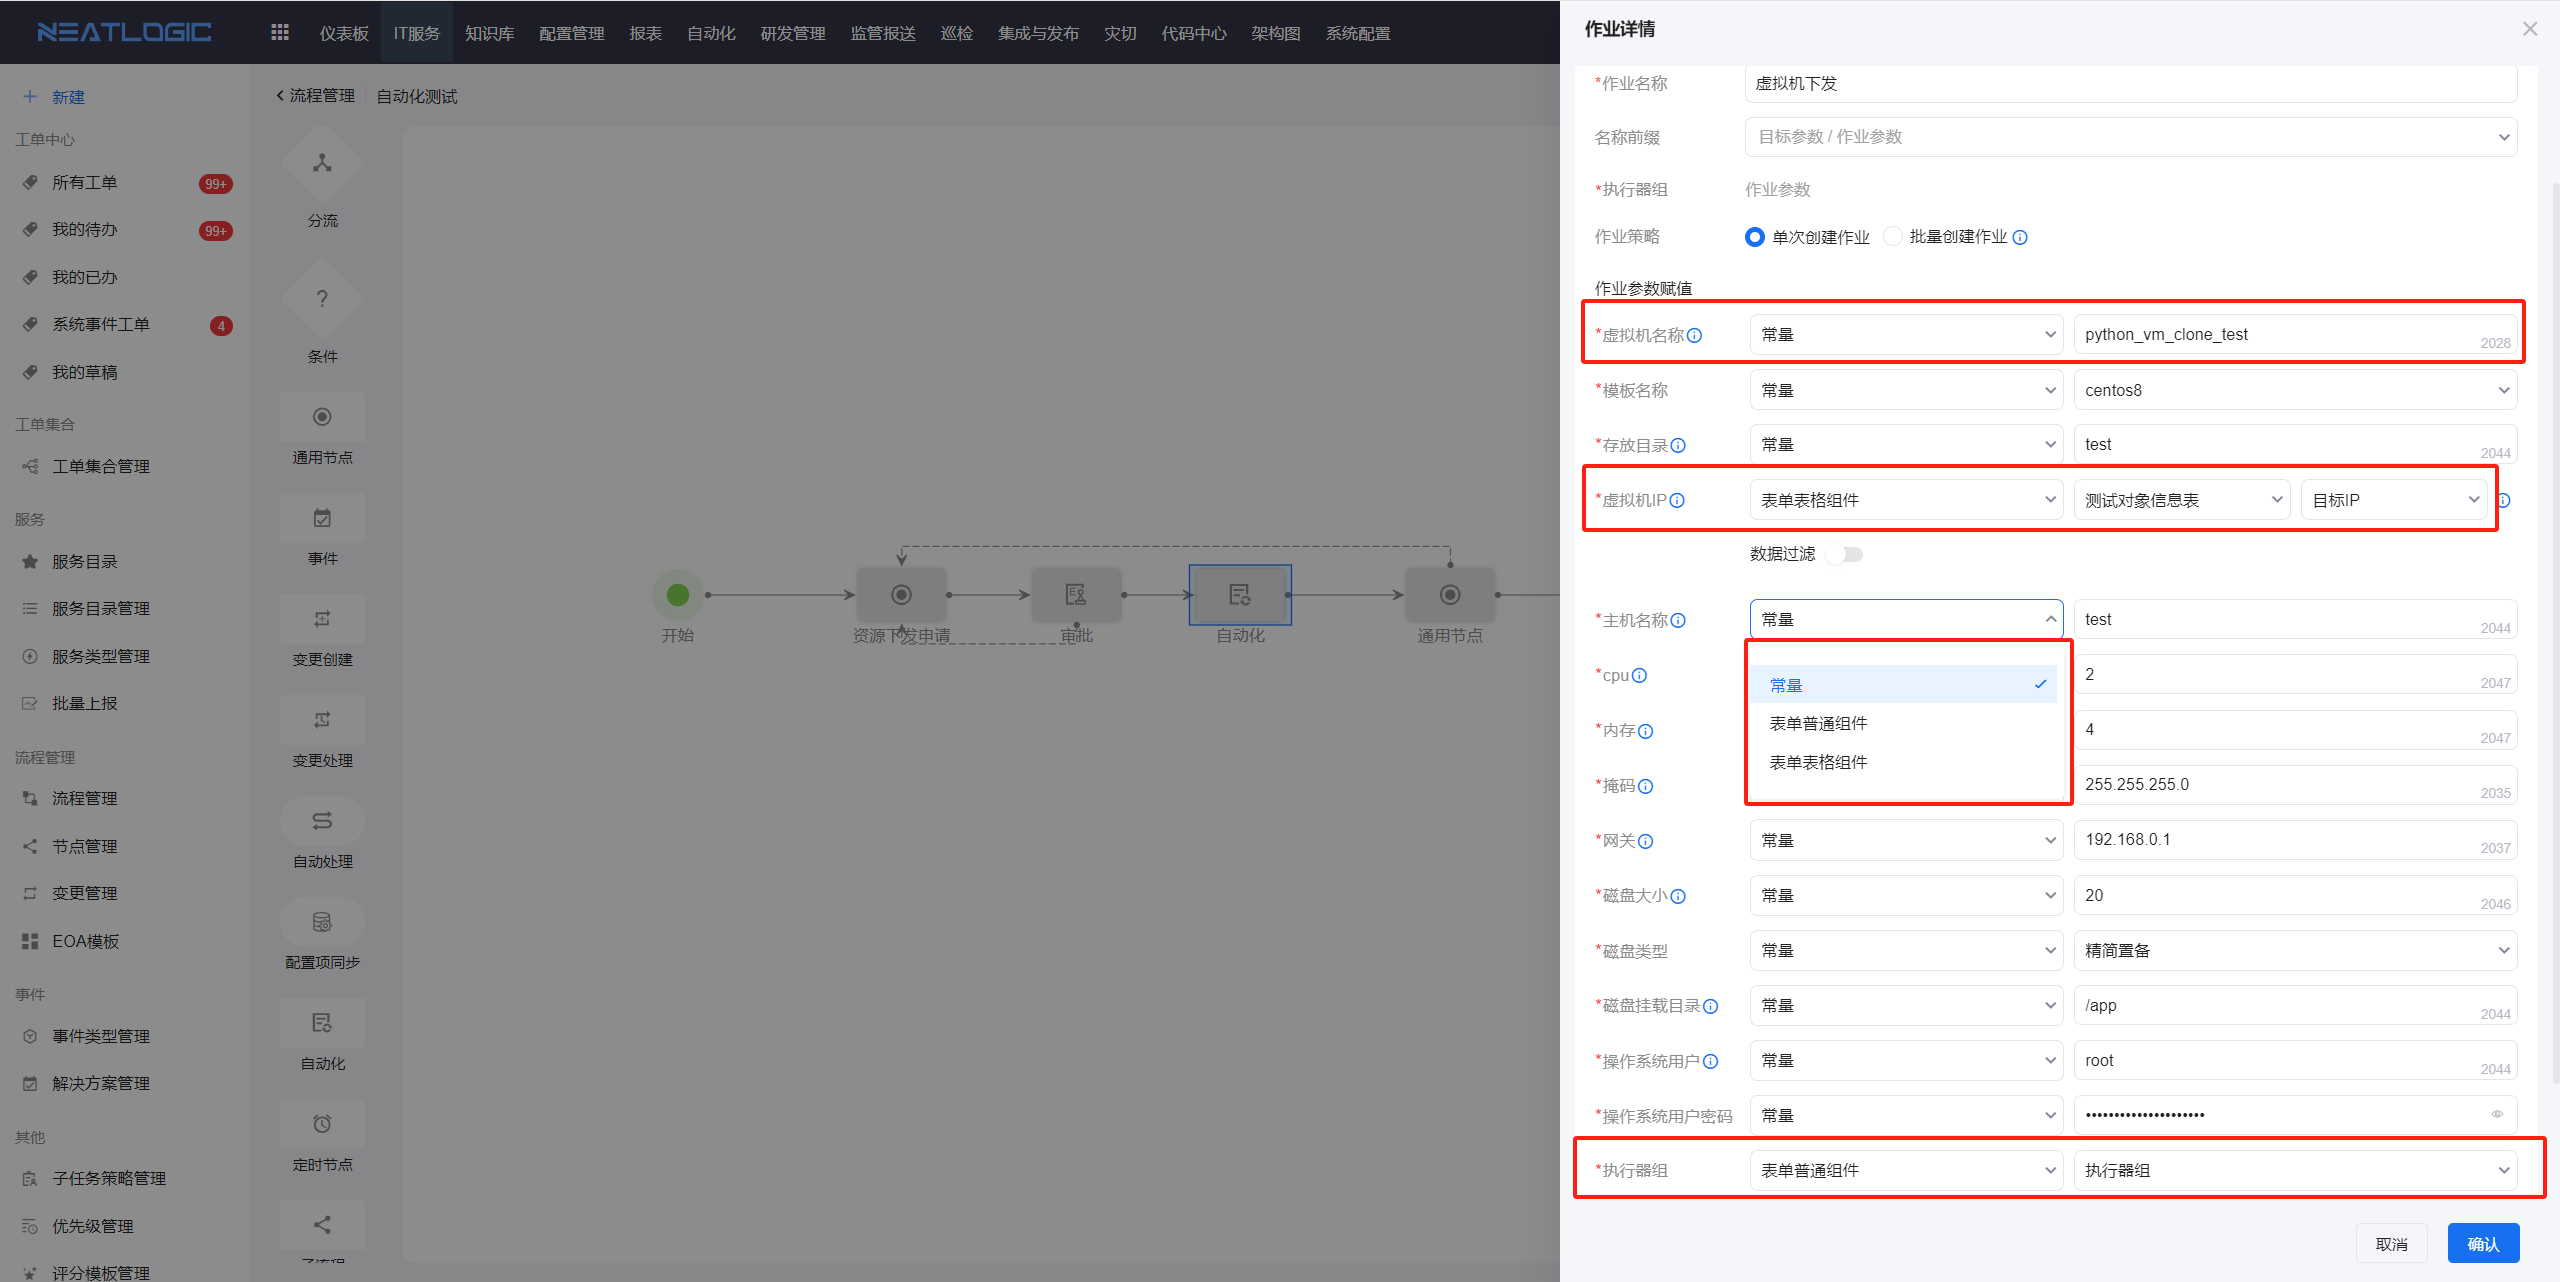 NEATLOGIC
仪表板 IT服务 知识库 配置管理 报表 自动化 研发管理 监管报送 巡检 集成与发布 灾切 代码中心 架构图 系统配置
新建
工单中心
所有工单 99+
我的待办 99+
我的已办
系统事件工单 4
我的草稿
工单集合
工单集合管理
服务
服务目录
服务目录管理
服务类型管理
批量上报
流程管理
流程管理
节点管理
变更管理
EOA模板
事件
事件类型管理
解决方案管理
其他
子任务策略管理
优先级管理
评分模板管理
流程管理 自动化测试
分流
条件
通用节点
事件
变更创建
变更处理
自动处理
配置项同步
自动化
定时节点
子流程
开始
资源下发申请
审批
自动化
通用节点
作业详情
*作业名称 虚拟机下发
名称前缀 目标参数 / 作业参数
*执行器组 作业参数
作业策略 单次创建作业 批量创建作业
作业参数赋值
*虚拟机名称 常量 python_vm_clone_test 2028
*模板名称 常量 centos8
*存放目录 常量 test 2044
*虚拟机IP 表单表格组件 测试对象信息表 目标IP
数据过滤
*主机名称 常量 test 2044
常量
表单普通组件
表单表格组件
*cpu 2 2047
*内存 4 2047
*掩码 255.255.255.0 2035
*网关 常量 192.168.0.1 2037
*磁盘大小 常量 20 2046
*磁盘类型 常量 精简置备
*磁盘挂载目录 常量 /app 2044
*操作系统用户 常量 root 2044
*操作系统用户密码 常量 •••••••••••••••••••••
*执行器组 表单普通组件 执行器组
取消 确认